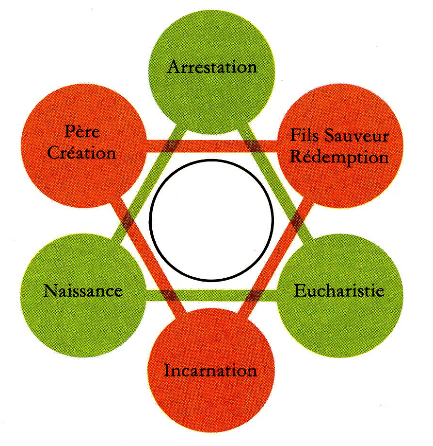 Arrestation
Père
Création
Fils Sauveur
Rédemption
Naissance
Eucharistie
Incarnation